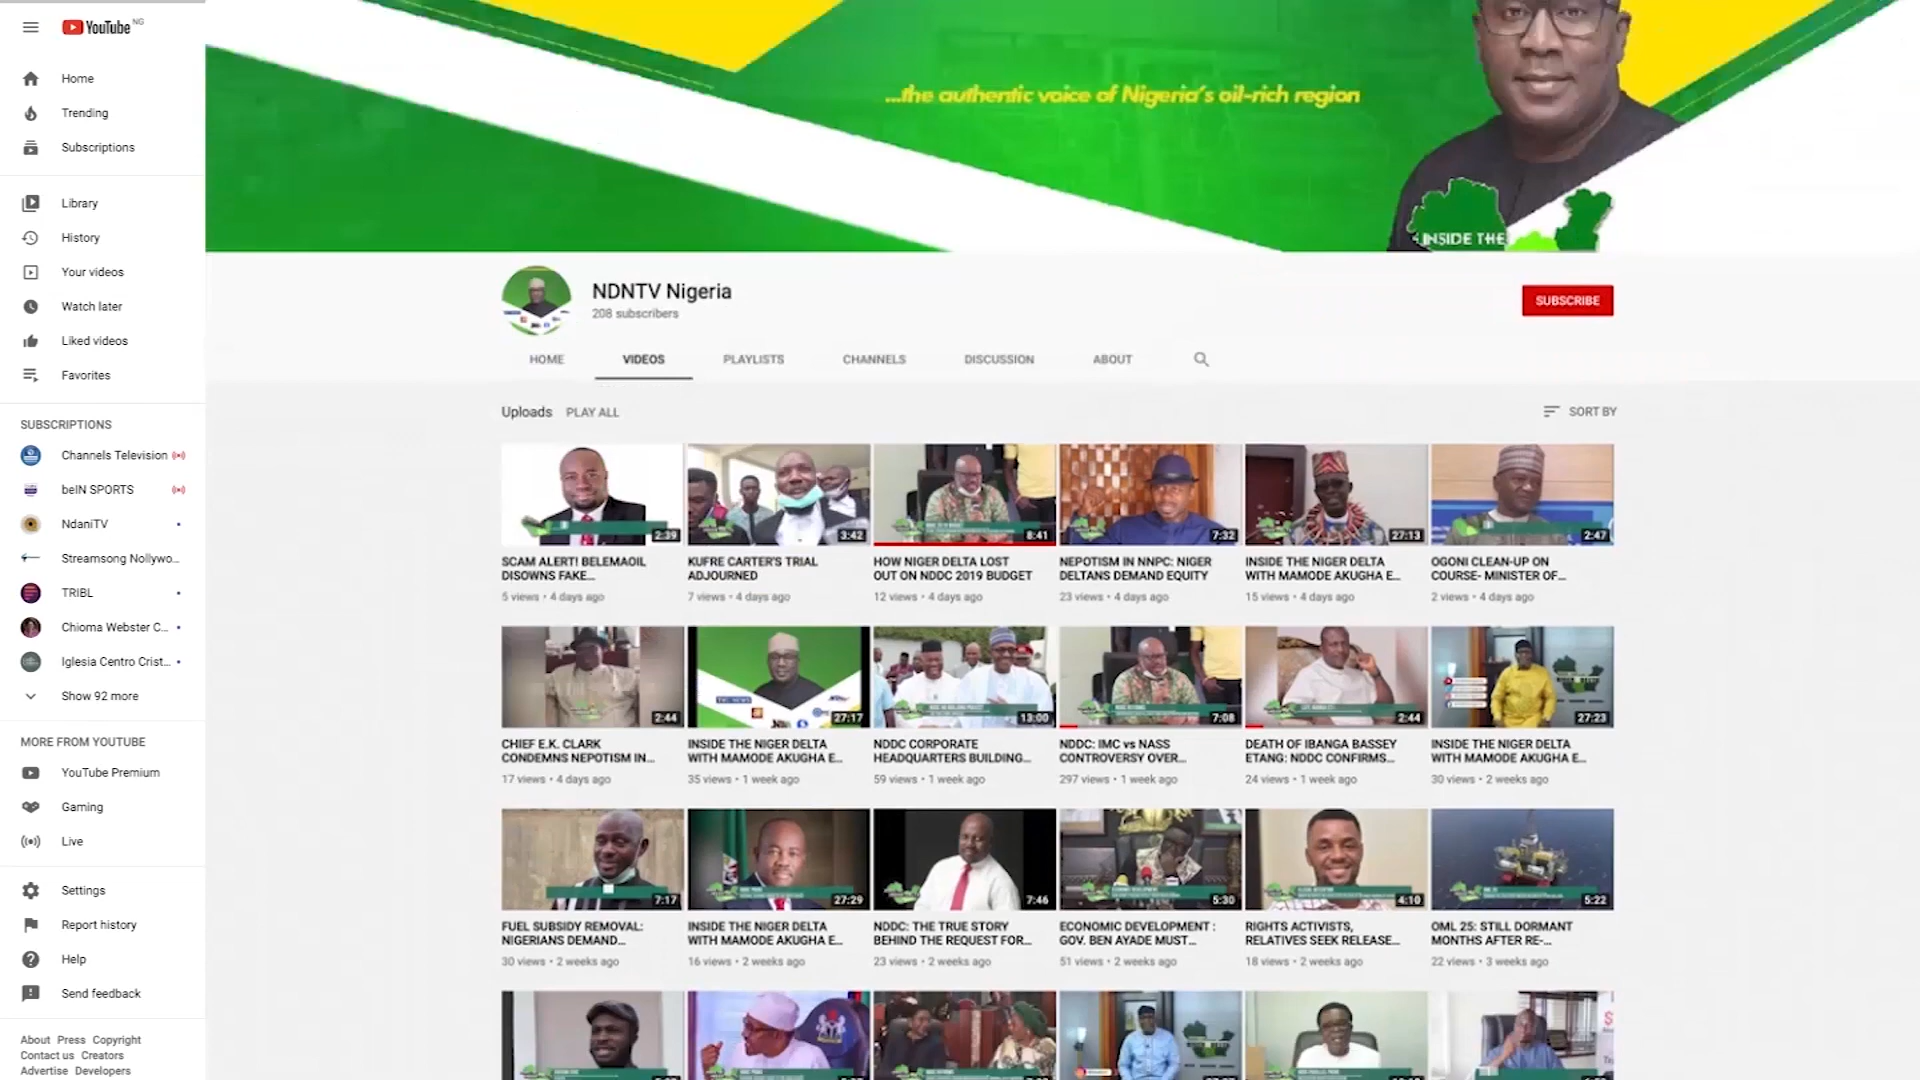 YouTube NG
Home
Trending
Subscriptions
Library
History
Your videos
Watch later
Liked videos
Favorites
SUBSCRIPTIONS
Channels Television
beIN SPORTS
NdaniTV
Streamsong Nollywo...
TRIBL
Chioma Webster C...
Iglesia Centro Crist...
Show 92 more
MORE FROM YOUTUBE
YouTube Premium
Gaming
Live
Settings
Report history
Help
Send feedback
About Press Copyright
Contact us Creators
Advertise Developers
...the authentic voice of Nigeria's oil-rich region
INSIDE THE
NDNTV Nigeria
208 subscribers
SUBSCRIBE
HOME VIDEOS PLAYLISTS CHANNELS DISCUSSION ABOUT
Uploads PLAY ALL SORT BY
2:39
SCAM ALERT! BELEMAOIL
DISOWNS FAKE...
5 views • 4 days ago
3:42
KUFRE CARTER'S TRIAL
ADJOURNED
7 views • 4 days ago
8:41
HOW NIGER DELTA LOST
OUT ON NDDC 2019 BUDGET
12 views • 4 days ago
7:32
NEPOTISM IN NNPC: NIGER
DELTANS DEMAND EQUITY
23 views • 4 days ago
27:13
INSIDE THE NIGER DELTA
WITH MAMODE AKUGHA E...
15 views • 4 days ago
2:47
OGONI CLEAN-UP ON
COURSE- MINISTER OF...
2 views • 4 days ago
2:44
CHIEF E.K. CLARK
CONDEMNS NEPOTISM IN...
17 views • 4 days ago
27:17
INSIDE THE NIGER DELTA
WITH MAMODE AKUGHA E...
35 views • 1 week ago
13:00
NDDC CORPORATE
HEADQUARTERS BUILDING...
59 views • 1 week ago
7:08
NDDC: IMC vs NASS
CONTROVERSY OVER...
297 views • 1 week ago
2:44
DEATH OF IBANGA BASSEY
ETANG: NDDC CONFIRMS...
24 views • 1 week ago
27:23
INSIDE THE NIGER DELTA
WITH MAMODE AKUGHA E...
30 views • 2 weeks ago
7:17
FUEL SUBSIDY REMOVAL:
NIGERIANS DEMAND...
30 views • 2 weeks ago
27:29
INSIDE THE NIGER DELTA
WITH MAMODE AKUGHA E...
16 views • 2 weeks ago
7:46
NDDC: THE TRUE STORY
BEHIND THE REQUEST FOR...
23 views • 2 weeks ago
5:30
ECONOMIC DEVELOPMENT :
GOV. BEN AYADE MUST...
51 views • 2 weeks ago
4:10
RIGHTS ACTIVISTS,
RELATIVES SEEK RELEASE...
18 views • 2 weeks ago
5:22
OML 25: STILL DORMANT
MONTHS AFTER RE-...
22 views • 3 weeks ago